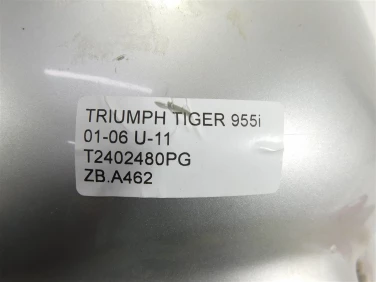 TRIUMPH TIGER 955i
01-06 U-11
T2402480PG
ZB.A462